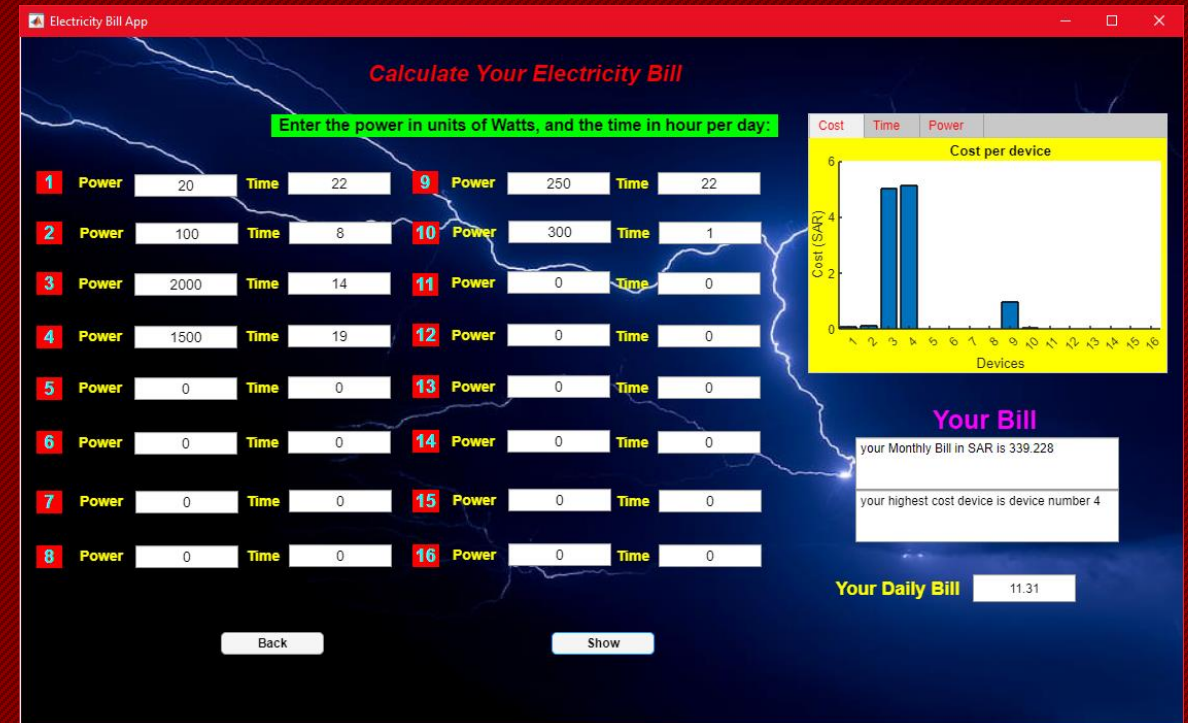 Electricity Bill App
Calculate Your Electricity Bill
Enter the power in units of Watts, and the time in hour per day:
1 Power 20 Time 22
2 Power 100 Time 8
3 Power 2000 Time 14
4 Power 1500 Time 19
5 Power 0 Time 0
6 Power 0 Time 0
7 Power 0 Time 0
8 Power 0 Time 0
9 Power 250 Time 22
10 Power 300 Time 1
11 Power 0 Time 0
12 Power 0 Time 0
13 Power 0 Time 0
14 Power 0 Time 0
15 Power 0 Time 0
16 Power 0 Time 0
Back Show
Cost Time Power
Cost per device
Cost (SAR)
6
4
2
0
1 2 3 4 5 6 7 8 9 10 11 12 13 14 15 16
Devices
Your Bill
your Monthly Bill in SAR is 339.228
your highest cost device is device number 4
Your Daily Bill 11.31